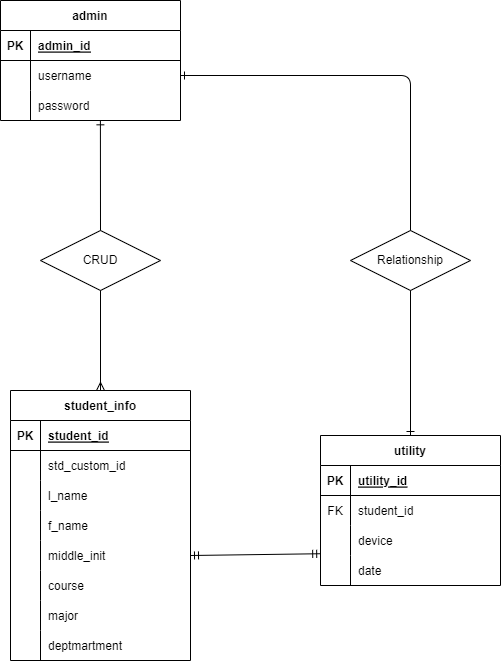 admin
PK admin_id
username
password
CRUD
Relationship
student_info
PK student_id
std_custom_id
l_name
f_name
middle_init
course
major
deptmartment
utility
PK utility_id
FK student_id
device
date